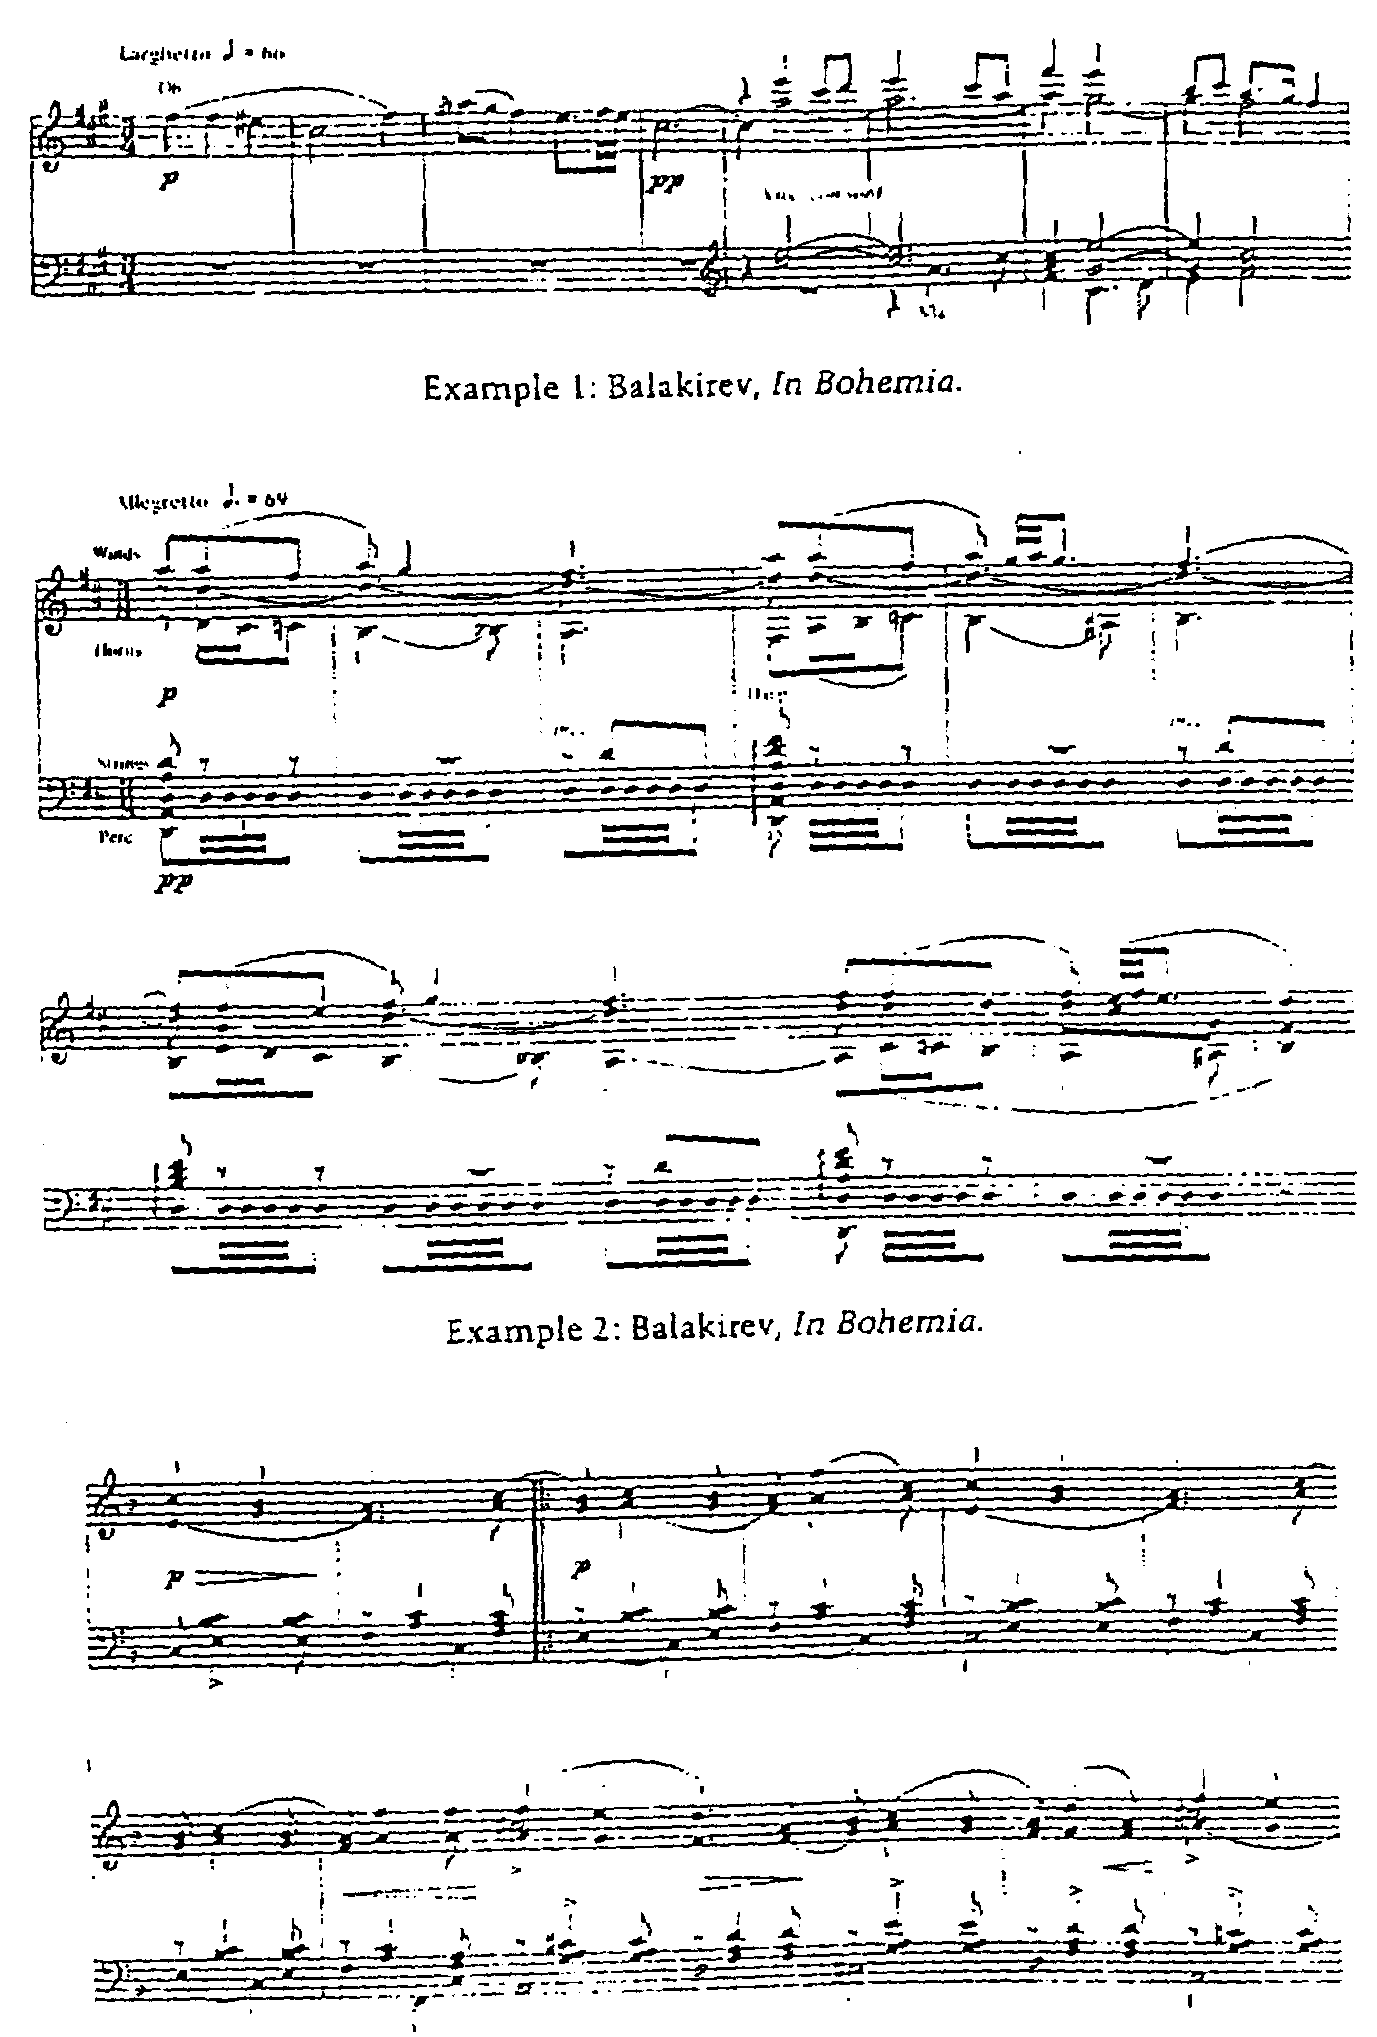 Larghetto ♩ = 60
Ob
p
pp
Example 1: Balakirev, In Bohemia.
Allegretto ♩. = 64
Winds
Horns
p
Strings
Perc
pp
Example 2: Balakirev, In Bohemia.
p
p